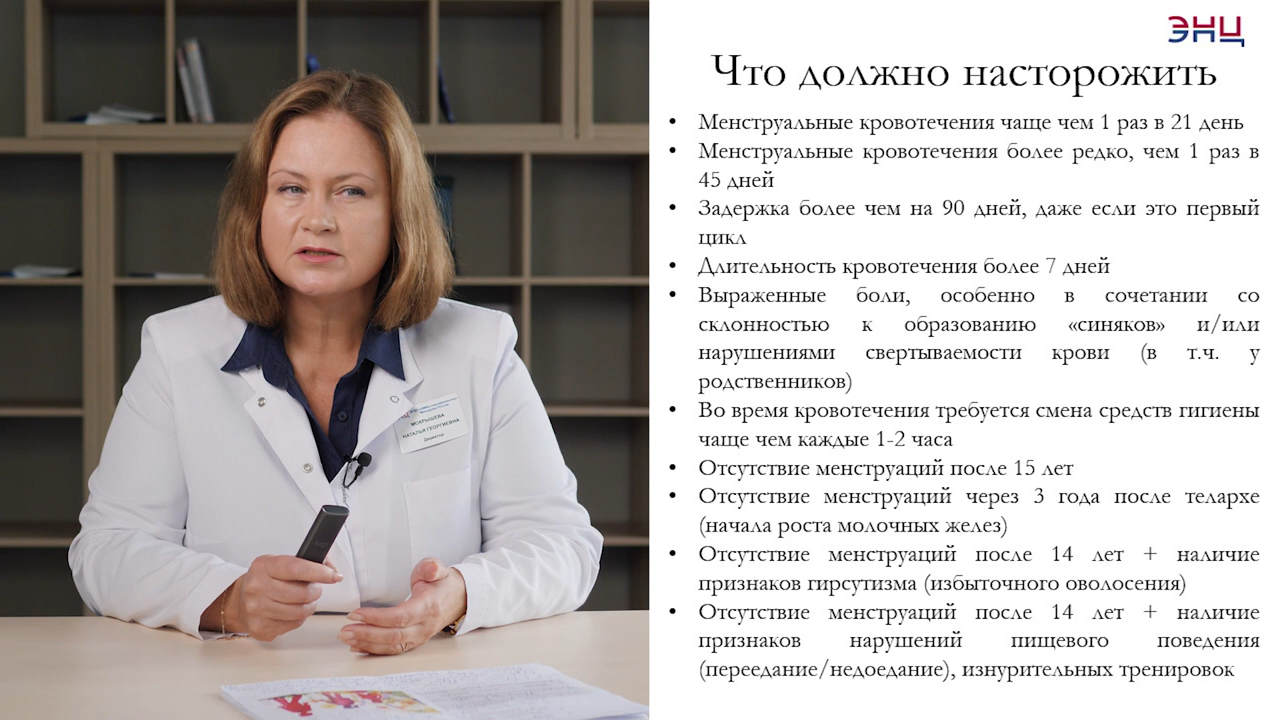 МОКРЫШЕВА
НАТАЛЬЯ ГЕОРГИЕВНА
Директор
ЭНЦ
Что должно насторожить
• Менструальные кровотечения чаще чем 1 раз в 21 день
• Менструальные кровотечения более редко, чем 1 раз в
45 дней
• Задержка более чем на 90 дней, даже если это первый
цикл
• Длительность кровотечения более 7 дней
• Выраженные боли, особенно в сочетании со
склонностью к образованию «синяков» и/или
нарушениями свертываемости крови (в т.ч. у
родственников)
• Во время кровотечения требуется смена средств гигиены
чаще чем каждые 1-2 часа
• Отсутствие менструаций после 15 лет
• Отсутствие менструаций через 3 года после телархе
(начала роста молочных желез)
• Отсутствие менструаций после 14 лет + наличие
признаков гирсутизма (избыточного оволосения)
• Отсутствие менструаций после 14 лет + наличие
признаков нарушений пищевого поведения
(переедание/недоедание), изнурительных тренировок